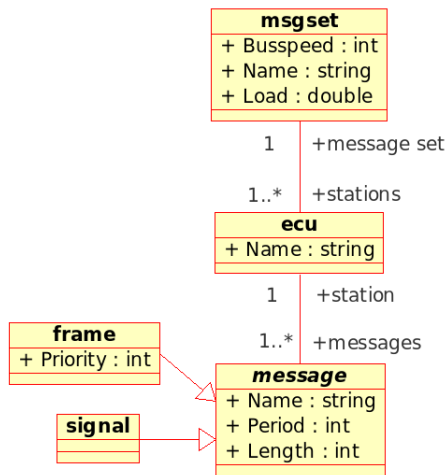 msgset
+ Busspeed : int
+ Name : string
+ Load : double
1 +message set
1..* +stations
ecu
+ Name : string
1 +station
1..* +messages
frame
+ Priority : int
message
+ Name : string
+ Period : int
+ Length : int
signal